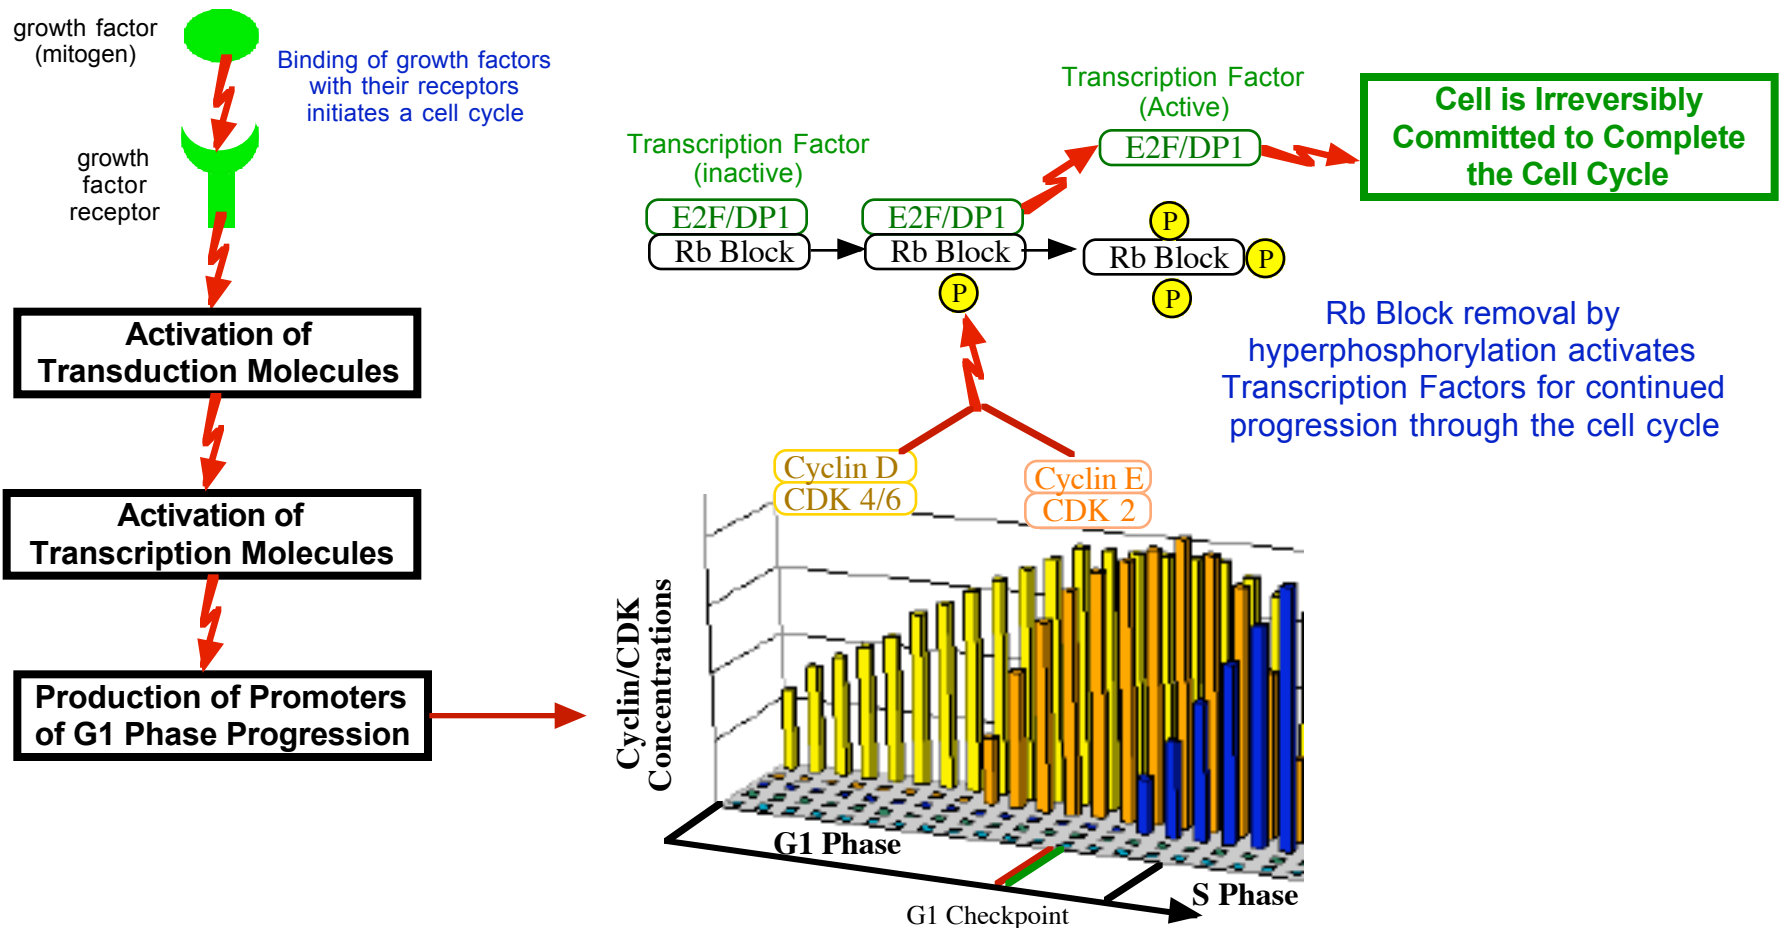 growth factor
(mitogen)
Binding of growth factors
with their receptors
initiates a cell cycle
growth
factor
receptor
Activation of
Transduction Molecules
Activation of
Transcription Molecules
Production of Promoters
of G1 Phase Progression
Transcription Factor
(inactive)
E2F/DP1
Rb Block
E2F/DP1
Rb Block
P
Transcription Factor
(Active)
E2F/DP1
P
Rb Block
P
P
Cell is Irreversibly
Committed to Complete
the Cell Cycle
Rb Block removal by
hyperphosphorylation activates
Transcription Factors for continued
progression through the cell cycle
Cyclin D
CDK 4/6
Cyclin E
CDK 2
Cyclin/CDK
Concentrations
G1 Phase
S Phase
G1 Checkpoint